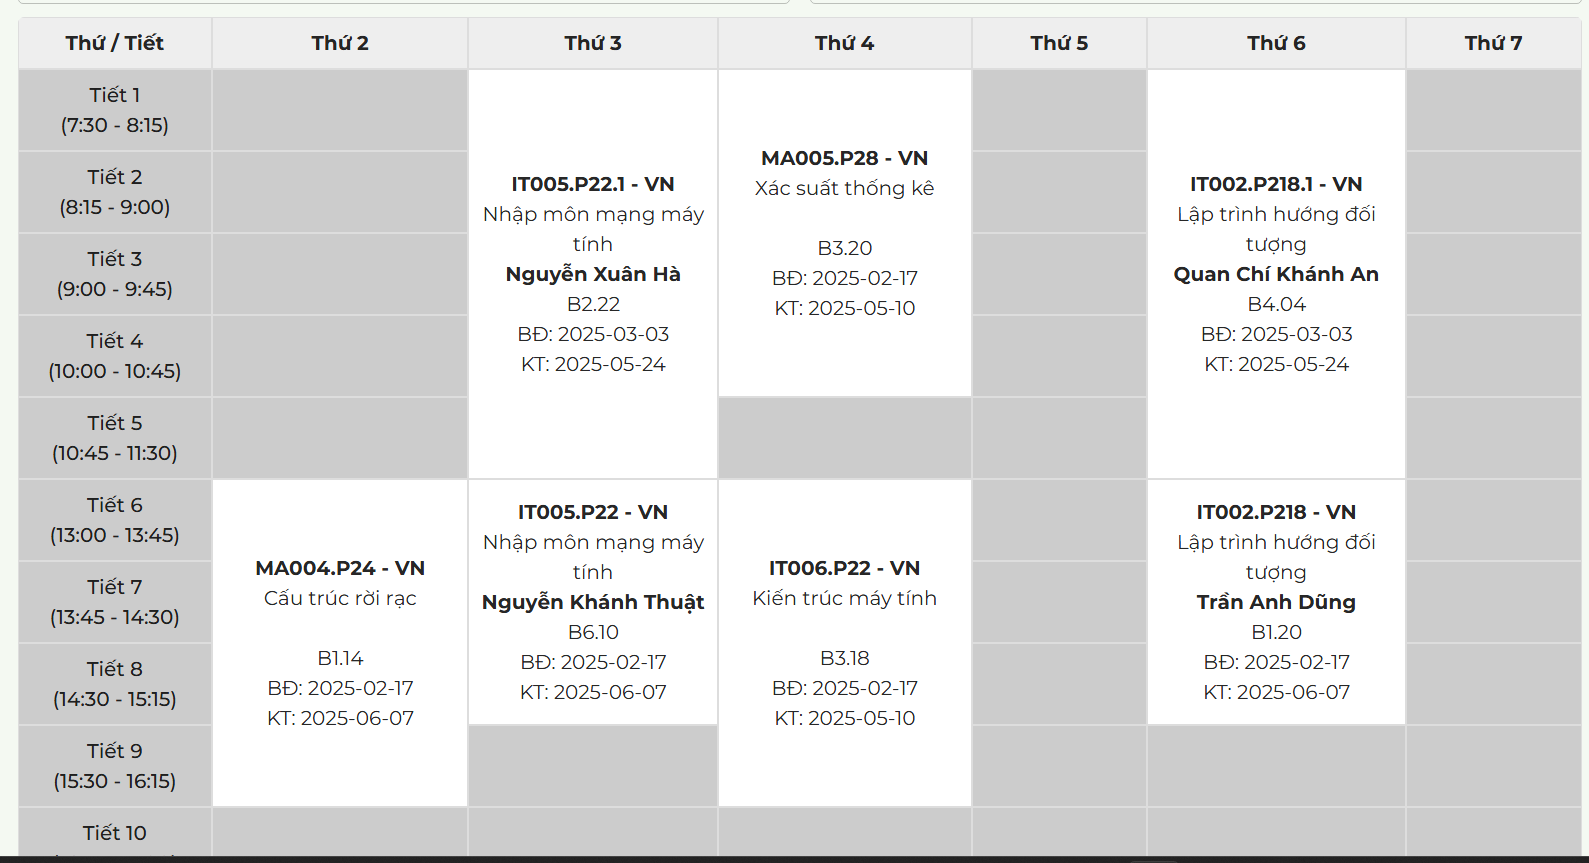 Thứ / Tiết
Thứ 2
Thứ 3
Thứ 4
Thứ 5
Thứ 6
Thứ 7
Tiết 1
(7:30 - 8:15)
Tiết 2
(8:15 - 9:00)
Tiết 3
(9:00 - 9:45)
Tiết 4
(10:00 - 10:45)
Tiết 5
(10:45 - 11:30)
IT005.P22.1 - VN
Nhập môn mạng máy
tính
Nguyễn Xuân Hà
B2.22
BĐ: 2025-03-03
KT: 2025-05-24
MA005.P28 - VN
Xác suất thống kê
B3.20
BĐ: 2025-02-17
KT: 2025-05-10
IT002.P218.1 - VN
Lập trình hướng đối
tượng
Quan Chí Khánh An
B4.04
BĐ: 2025-03-03
KT: 2025-05-24
Tiết 6
(13:00 - 13:45)
Tiết 7
(13:45 - 14:30)
Tiết 8
(14:30 - 15:15)
Tiết 9
(15:30 - 16:15)
MA004.P24 - VN
Cấu trúc rời rạc
B1.14
BĐ: 2025-02-17
KT: 2025-06-07
IT005.P22 - VN
Nhập môn mạng máy
tính
Nguyễn Khánh Thuật
B6.10
BĐ: 2025-02-17
KT: 2025-06-07
IT006.P22 - VN
Kiến trúc máy tính
B3.18
BĐ: 2025-02-17
KT: 2025-05-10
IT002.P218 - VN
Lập trình hướng đối
tượng
Trần Anh Dũng
B1.20
BĐ: 2025-02-17
KT: 2025-06-07
Tiết 10